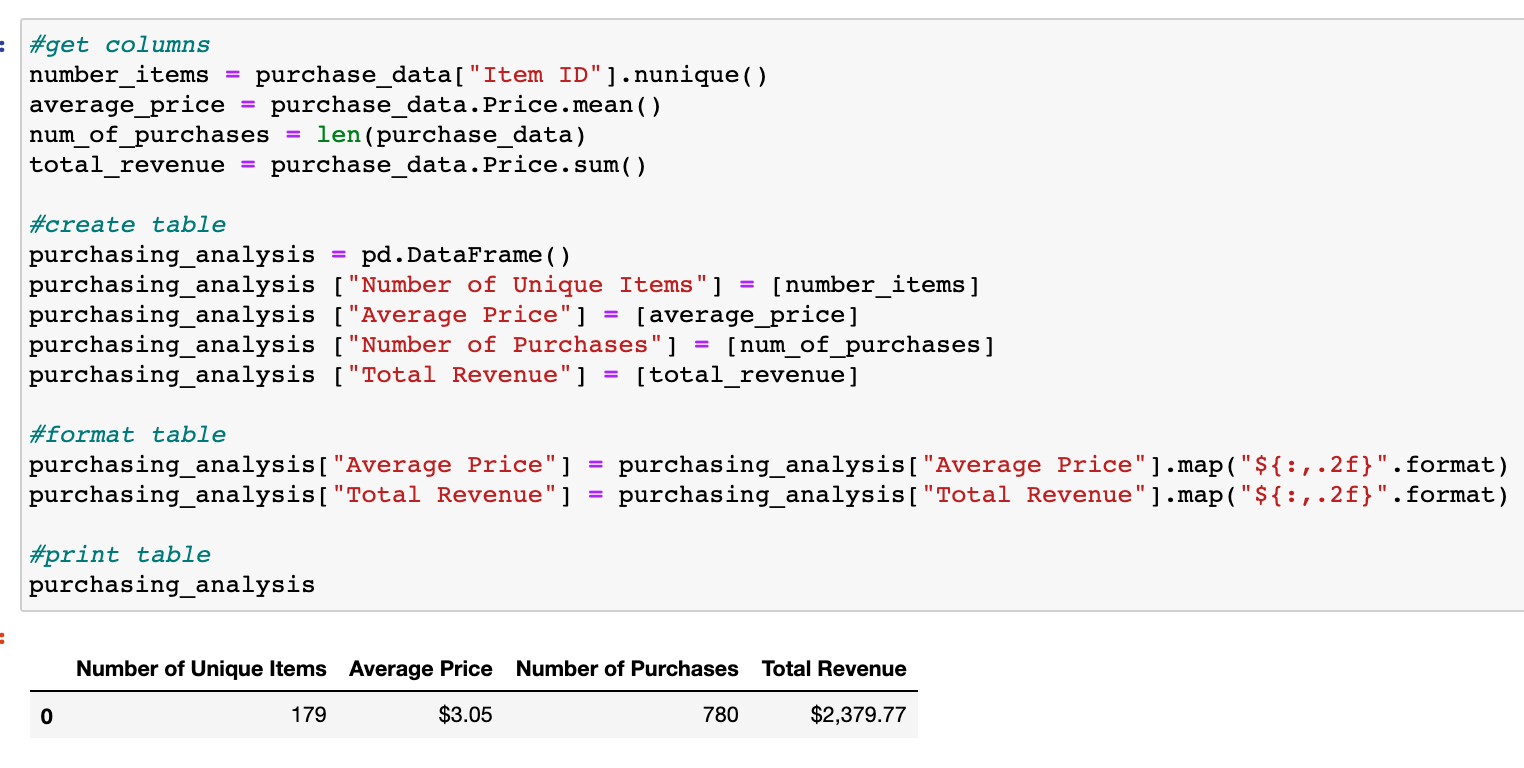 #get columns
number_items = purchase_data["Item ID"].nunique()
average_price = purchase_data.Price.mean()
num_of_purchases = len(purchase_data)
total_revenue = purchase_data.Price.sum()
#create table
purchasing_analysis = pd.DataFrame()
purchasing_analysis ["Number of Unique Items"] = [number_items]
purchasing_analysis ["Average Price"] = [average_price]
purchasing_analysis ["Number of Purchases"] = [num_of_purchases]
purchasing_analysis ["Total Revenue"] = [total_revenue]
#format table
purchasing_analysis["Average Price"] = purchasing_analysis["Average Price"].map("${:,.2f}".format)
purchasing_analysis["Total Revenue"] = purchasing_analysis["Total Revenue"].map("${:,.2f}".format)
#print table
purchasing_analysis
Number of Unique Items Average Price Number of Purchases Total Revenue
0 179 $3.05 780 $2,379.77